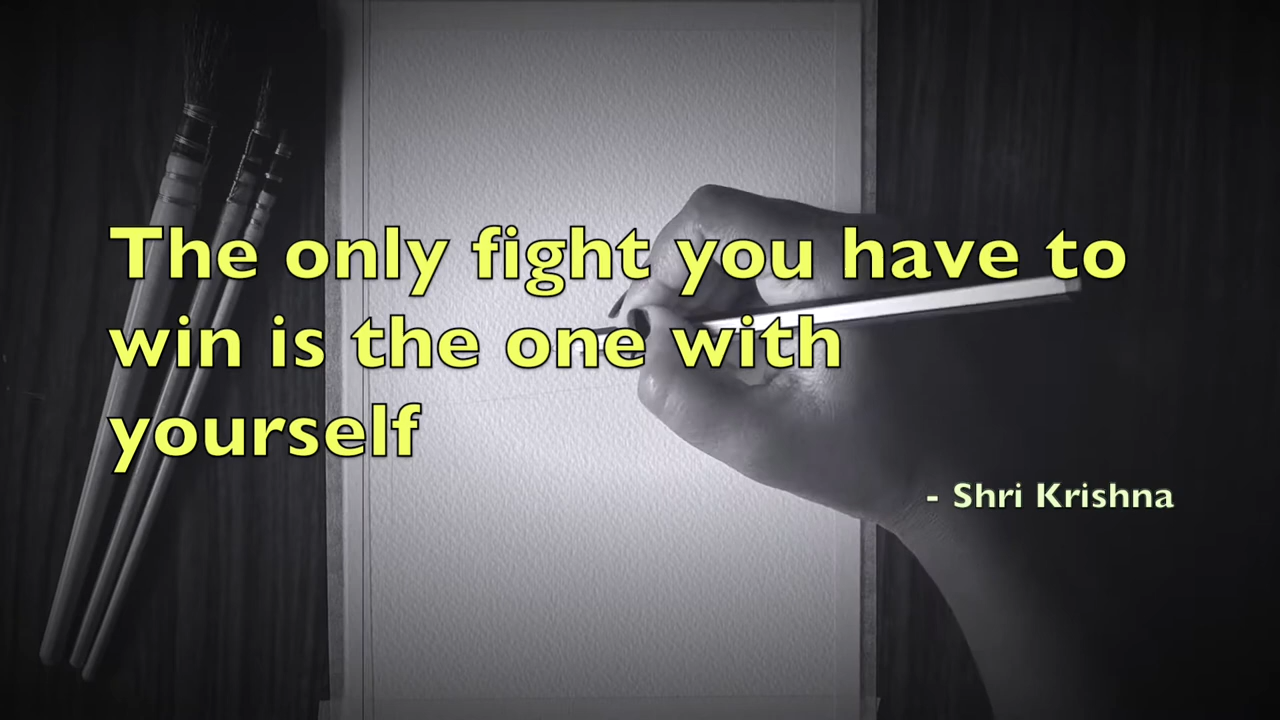 The only fight you have to
win is the one with
yourself
- Shri Krishna